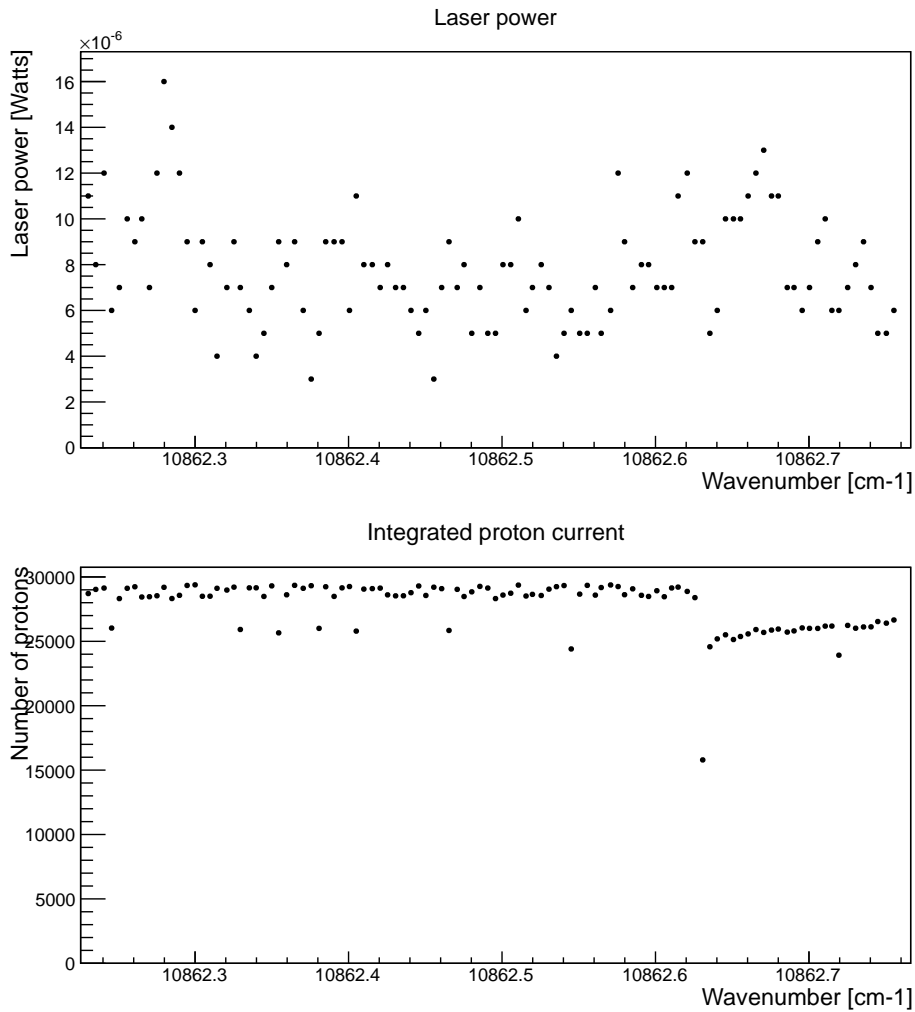 Laser power
×10⁻⁶
Laser power [Watts]
16
14
12
10
8
6
4
2
0
10862.3 10862.4 10862.5 10862.6 10862.7
Wavenumber [cm-1]
Integrated proton current
Number of protons
30000
25000
20000
15000
10000
5000
0
10862.3 10862.4 10862.5 10862.6 10862.7
Wavenumber [cm-1]